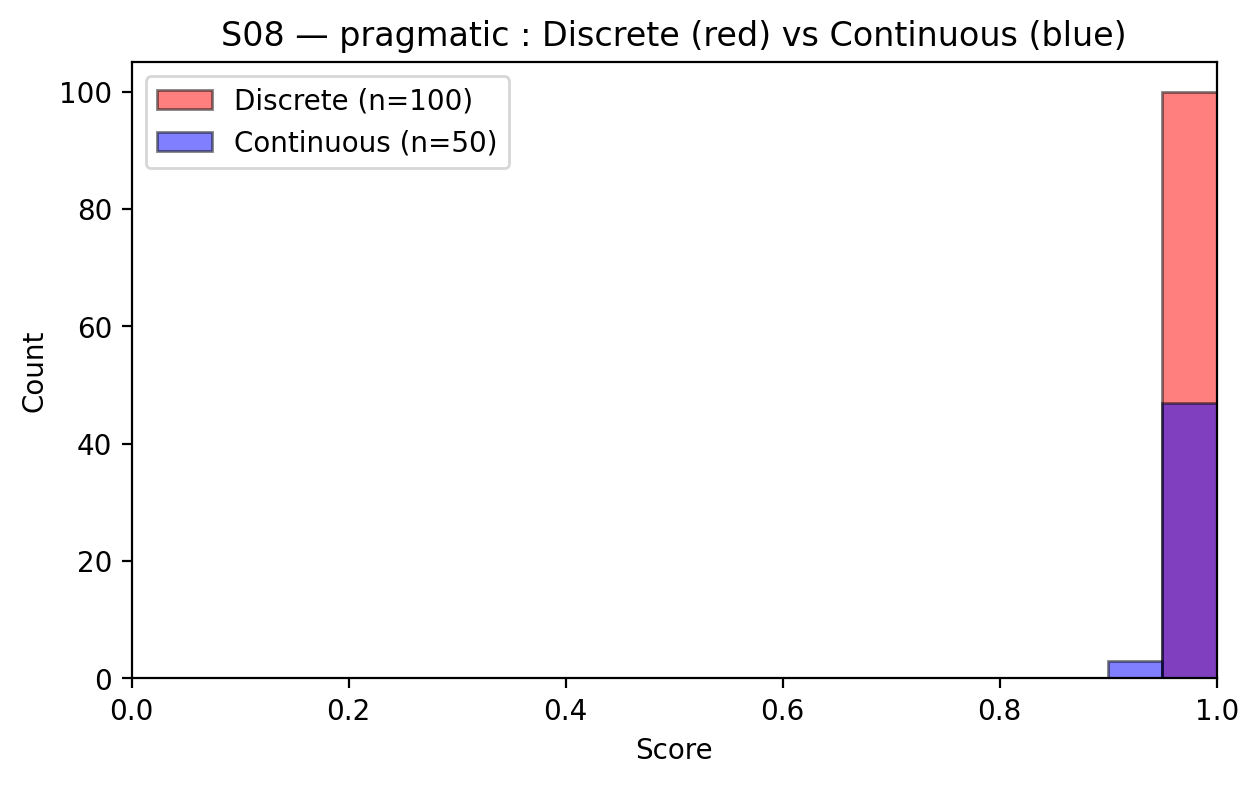 S08 — pragmatic : Discrete (red) vs Continuous (blue)
Discrete (n=100)
Continuous (n=50)
100
80
60
40
20
0
Count
0.0 0.2 0.4 0.6 0.8 1.0
Score